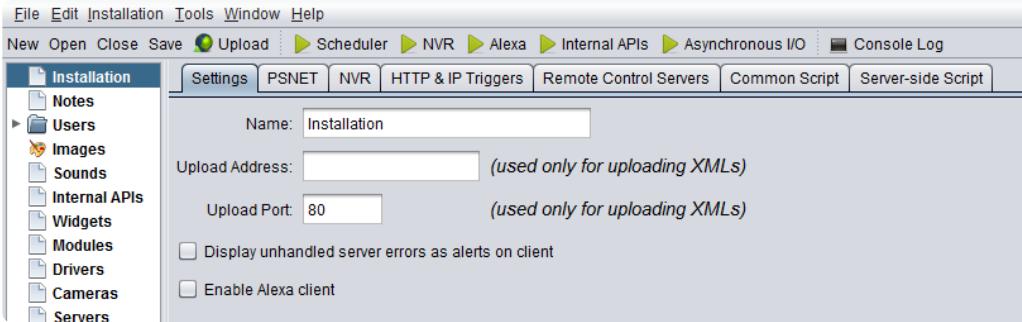 File Edit Installation Tools Window Help
New Open Close Save Upload Scheduler NVR Alexa Internal APIs Asynchronous I/O Console Log
Installation
Notes
Users
Images
Sounds
Internal APIs
Widgets
Modules
Drivers
Cameras
Servers
Settings PSNET NVR HTTP & IP Triggers Remote Control Servers Common Script Server-side Script
Name: Installation
Upload Address: (used only for uploading XMLs)
Upload Port: 80 (used only for uploading XMLs)
Display unhandled server errors as alerts on client
Enable Alexa client